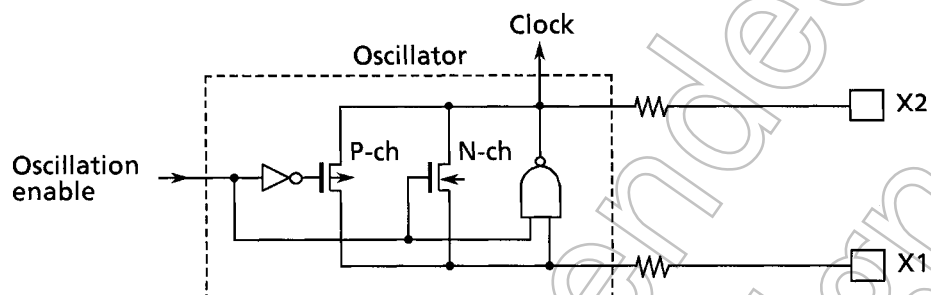 Clock
Oscillator
X2
P-ch
N-ch
Oscillation
enable
X1